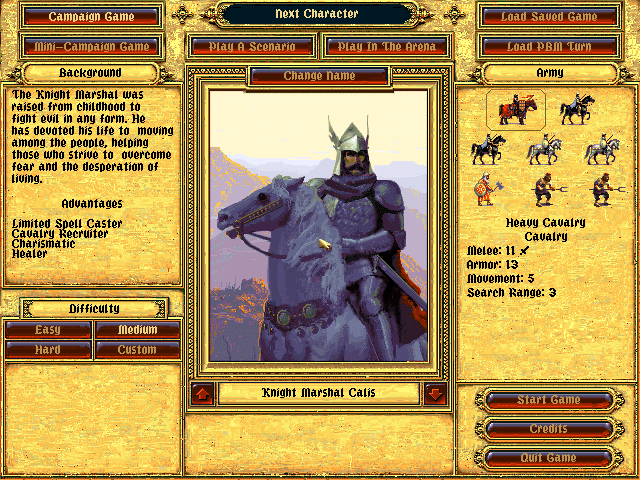 Campaign Game
Next Character
Load Saved Game
Mini-Campaign Game
Play A Scenario
Play In The Arena
Load PBM Turn
Background
Change Name
Army
The Knight Marshal was
raised from childhood to
fight evil in any form. He
has devoted his life to moving
among the people, helping
those who strive to overcome
fear and the desperation of
living.
Advantages
Limited Spell Caster
Cavalry Recruiter
Charismatic
Healer
Heavy Cavalry
Cavalry
Melee: 11
Armor: 13
Movement: 5
Search Range: 3
Difficulty
Easy
Medium
Hard
Custom
Knight Marshal Calis
Start Game
Credits
Quit Game